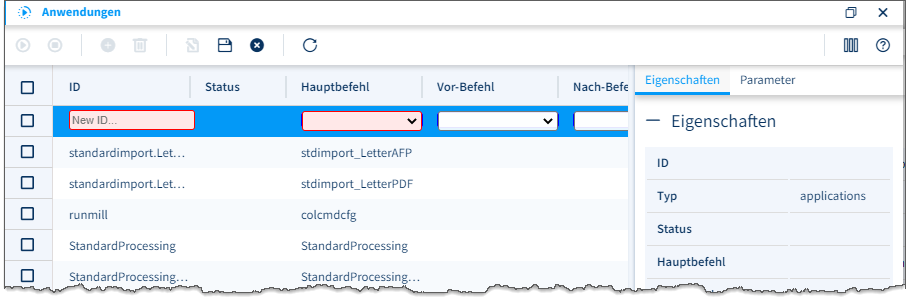 Anwendungen
ID Status Hauptbefehl Vor-Befehl Nach-Befe
New ID...
standardimport.Let... stdimport_LetterAFP
standardimport.Let... stdimport_LetterPDF
runmill colcmdcfg
StandardProcessing StandardProcessing
StandardProcessing... StandardProcessing...
Eigenschaften Parameter
Eigenschaften
ID
Typ applications
Status
Hauptbefehl